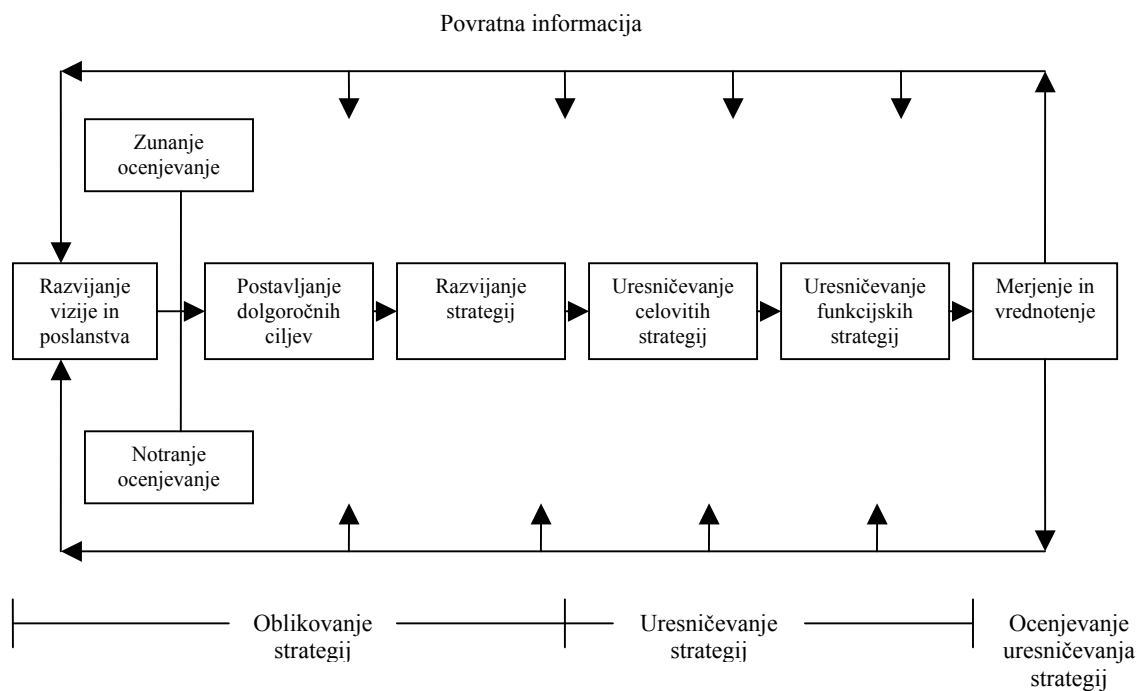 Povratna informacija
Zunanje
ocenjevanje
Razvijanje
vizije in
poslanstva
Postavljanje
dolgoročnih
ciljev
Razvijanje
strategij
Uresničevanje
celovitih
strategij
Uresničevanje
funkcijskih
strategij
Merjenje in
vrednotenje
Notranje
ocenjevanje
Oblikovanje
strategij
Uresničevanje
strategij
Ocenjevanje
uresničevanja
strategij